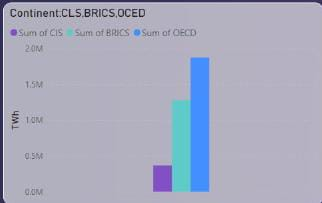 Continent:CLS,BRICS,OCED
Sum of CIS Sum of BRICS Sum of OECD
2.0M
1.5M
1.0M
0.5M
0.0M
TWh